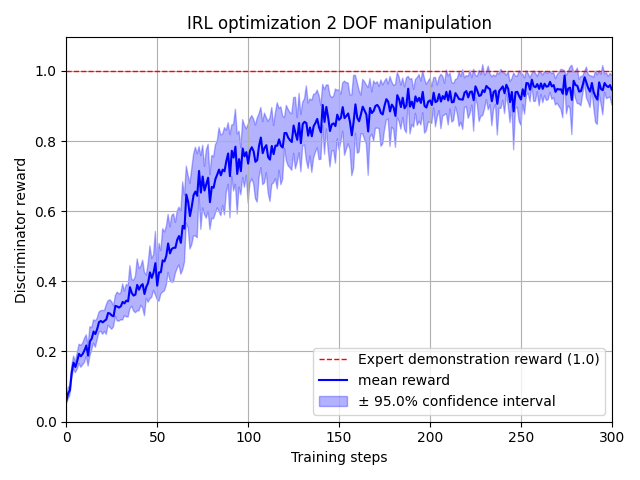 IRL optimization 2 DOF manipulation
Discriminator reward
1.0
0.8
0.6
0.4
0.2
0.0
Expert demonstration reward (1.0)
mean reward
± 95.0% confidence interval
0 50 100 150 200 250 300
Training steps